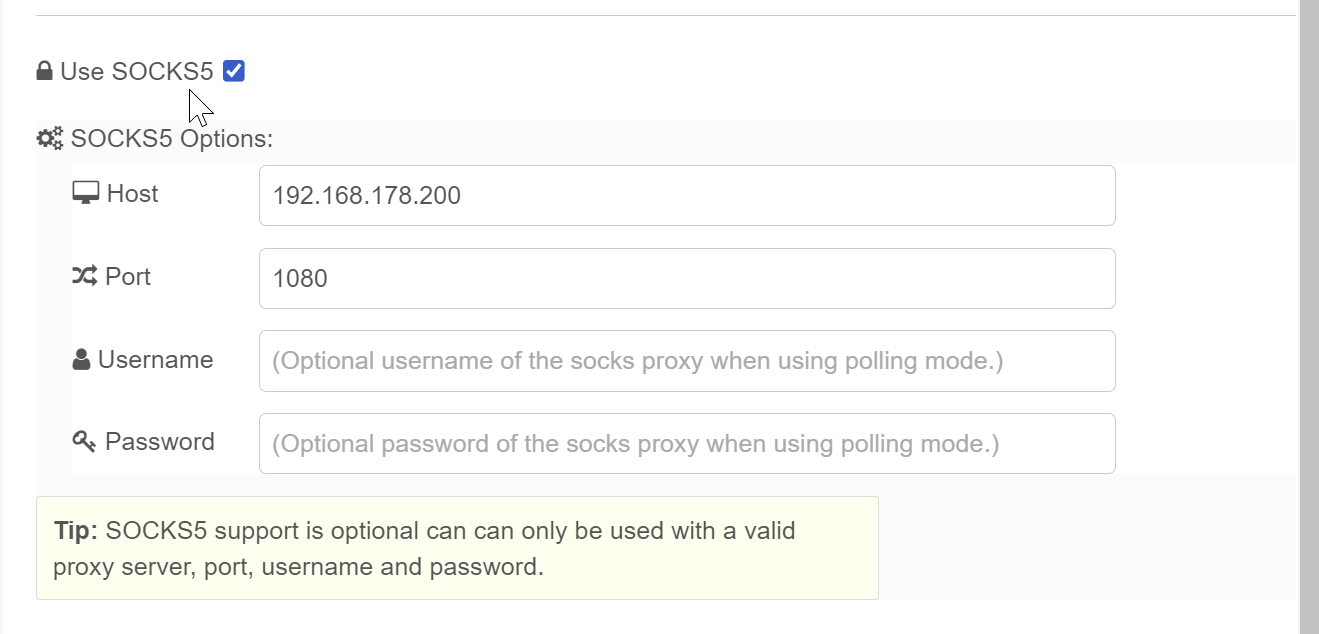 Use SOCKS5
SOCKS5 Options:
Host
192.168.178.200
Port
1080
Username
(Optional username of the socks proxy when using polling mode.)
Password
(Optional password of the socks proxy when using polling mode.)
Tip: SOCKS5 support is optional can can only be used with a valid
proxy server, port, username and password.